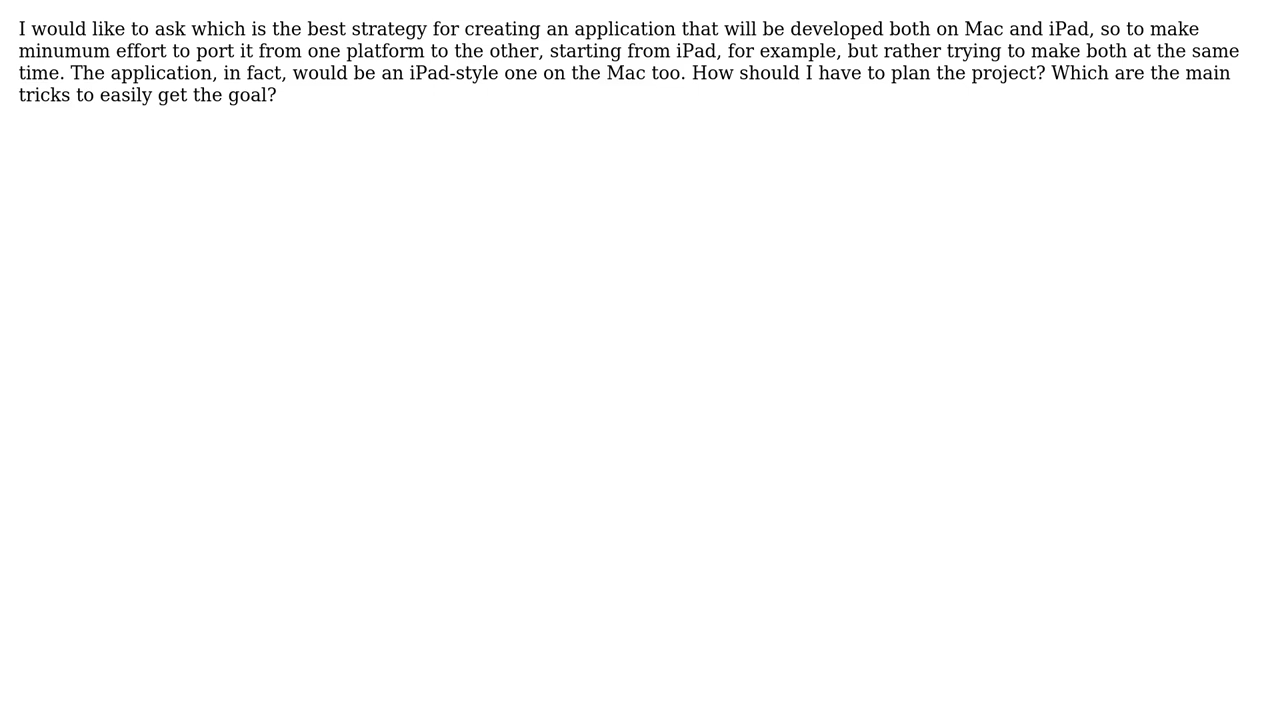 I would like to ask which is the best strategy for creating an application that will be developed both on Mac and iPad, so to make
minumum effort to port it from one platform to the other, starting from iPad, for example, but rather trying to make both at the same
time. The application, in fact, would be an iPad-style one on the Mac too. How should I have to plan the project? Which are the main
tricks to easily get the goal?